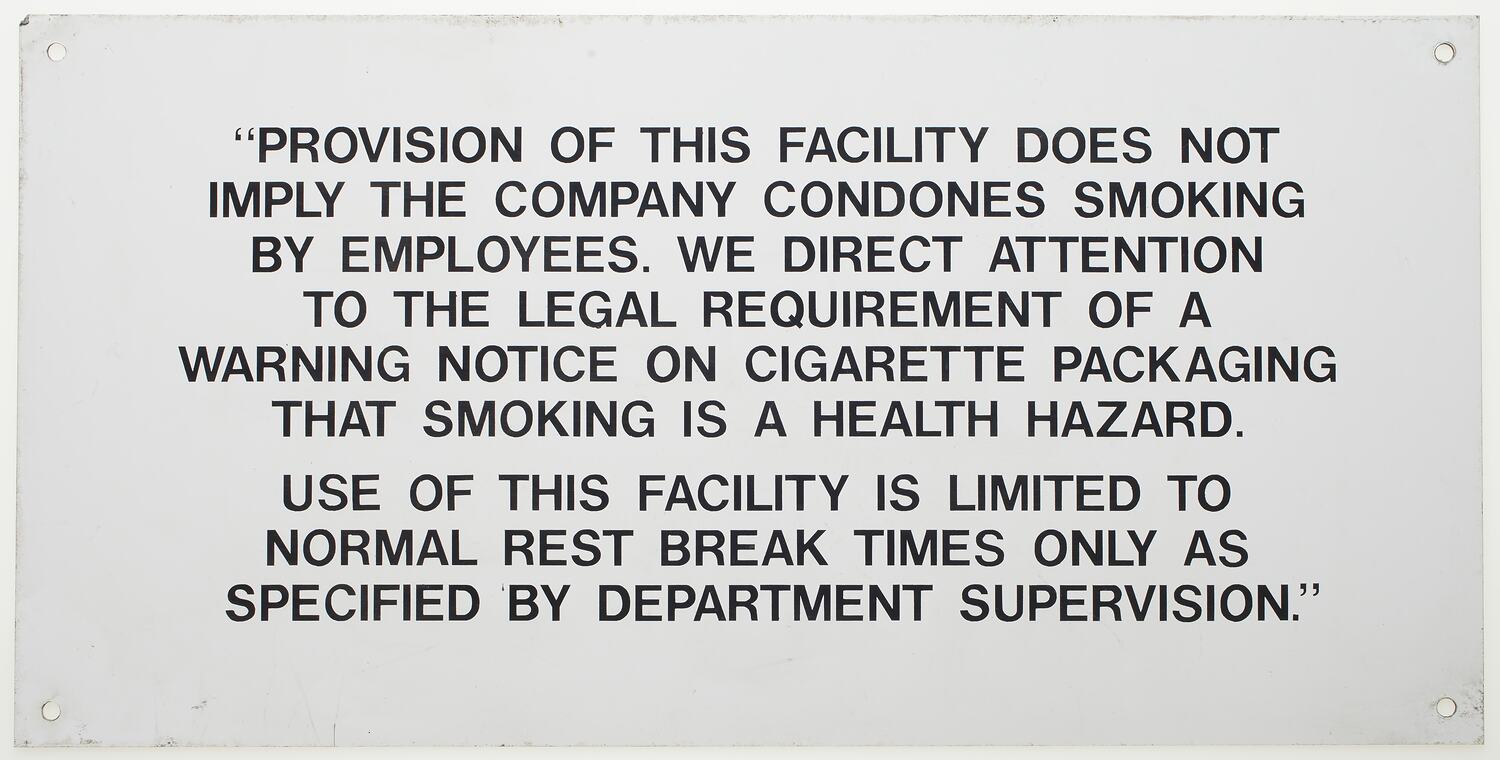 “PROVISION OF THIS FACILITY DOES NOT
IMPLY THE COMPANY CONDONES SMOKING
BY EMPLOYEES. WE DIRECT ATTENTION
TO THE LEGAL REQUIREMENT OF A
WARNING NOTICE ON CIGARETTE PACKAGING
THAT SMOKING IS A HEALTH HAZARD.
USE OF THIS FACILITY IS LIMITED TO
NORMAL REST BREAK TIMES ONLY AS
SPECIFIED BY DEPARTMENT SUPERVISION.”